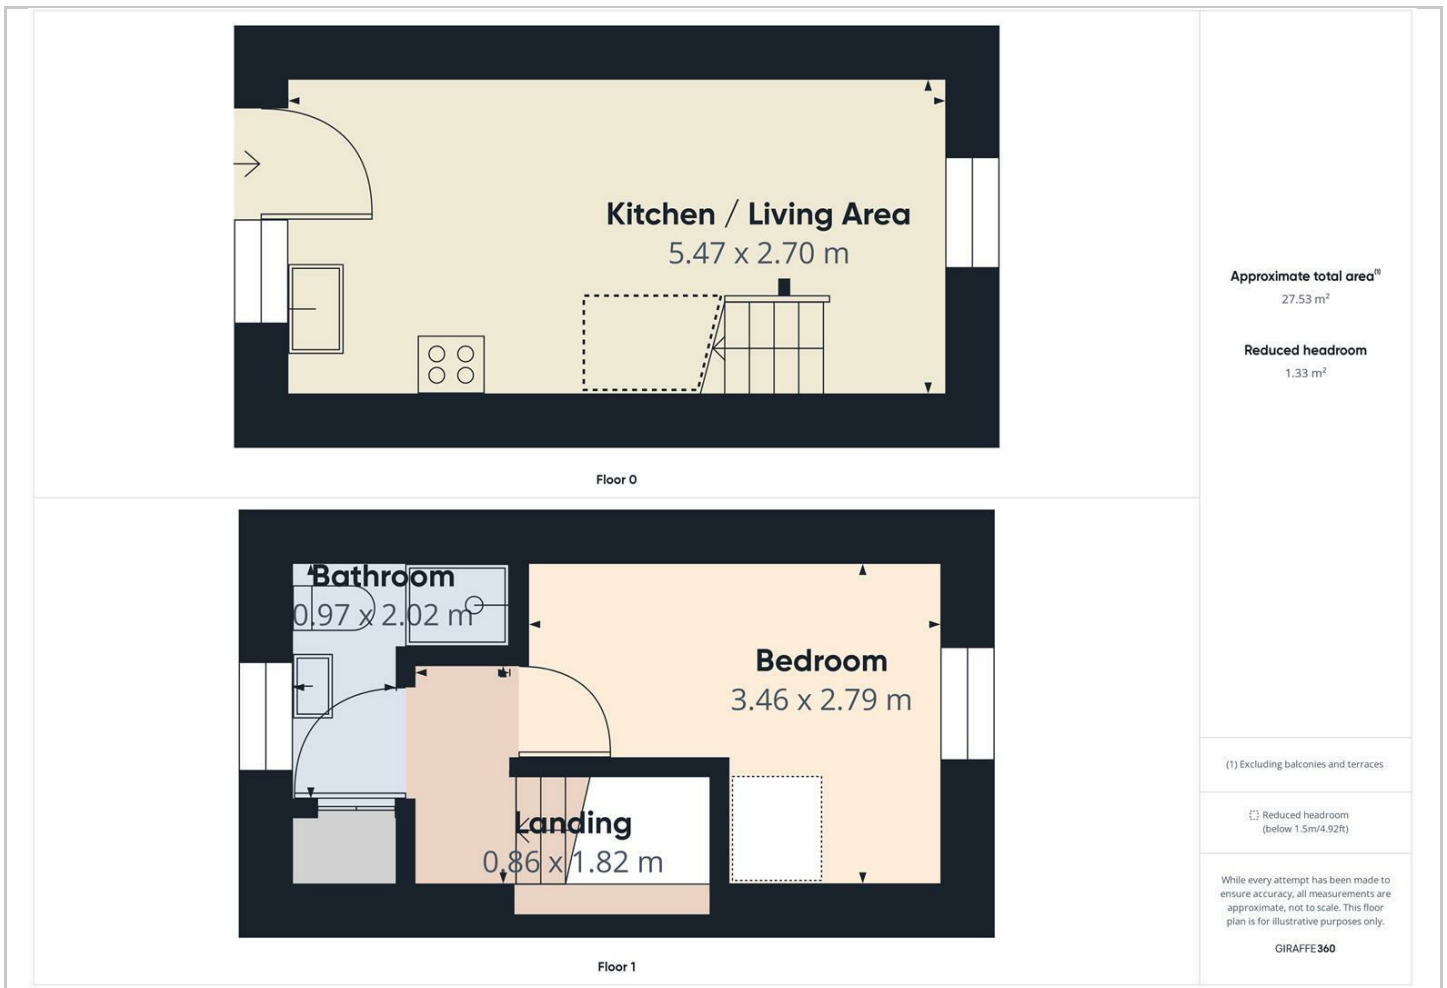 Kitchen / Living Area
5.47 x 2.70 m
Floor 0
Bathroom
0.97 x 2.02 m
Bedroom
3.46 x 2.79 m
Landing
0.86 x 1.82 m
Floor 1
Approximate total area(1)
27.53 m²
Reduced headroom
1.33 m²
(1) Excluding balconies and terraces
Reduced headroom
(below 1.5m/4.92ft)
While every attempt has been made to
ensure accuracy, all measurements are
approximate, not to scale. This floor
plan is for illustrative purposes only.
GIRAFFE360